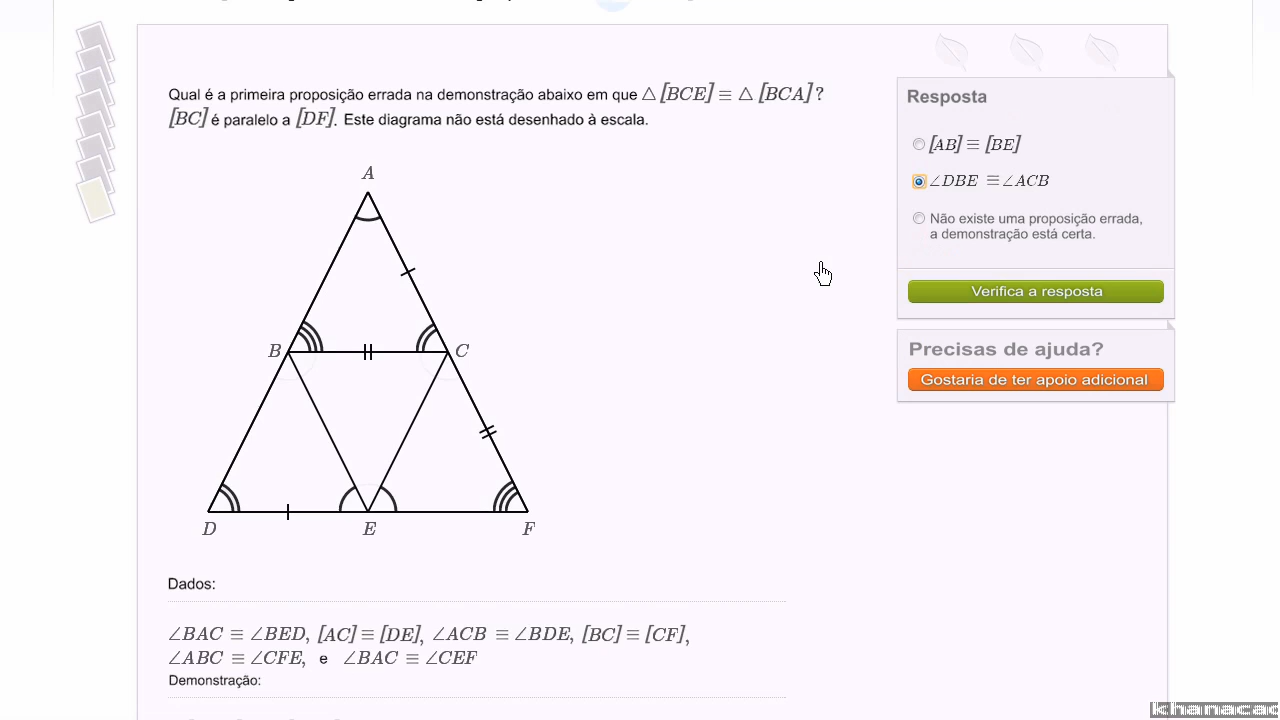 Qual é a primeira proposição errada na demonstração abaixo em que △ [BCE] ≡ △ [BCA] ?
[BC] é paralelo a [DF]. Este diagrama não está desenhado à escala.
Resposta
[AB] ≡ [BE]
∠DBE ≡ ∠ACB
Não existe uma proposição errada,
a demonstração está certa.
Verifica a resposta
Precisas de ajuda?
Gostaria de ter apoio adicional
A
B
C
D
E
F
Dados:
∠BAC ≡ ∠BED, [AC] ≡ [DE], ∠ACB ≡ ∠BDE, [BC] ≡ [CF],
∠ABC ≡ ∠CFE, e ∠BAC ≡ ∠CEF
Demonstração:
khanacac